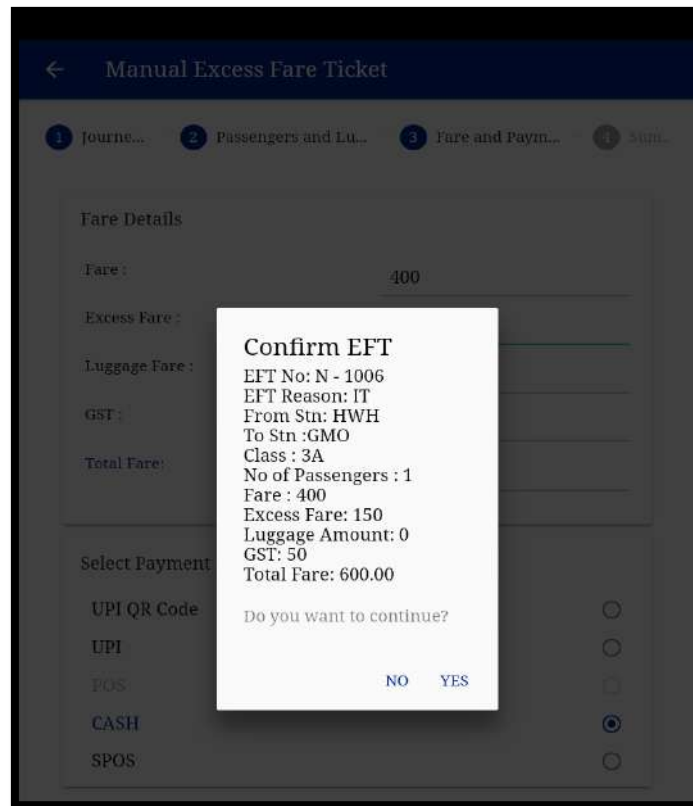 Manual Excess Fare Ticket
1 Journe... 2 Passengers and Lu... 3 Fare and Paym... 4 Sum..
Fare Details
Fare : 400
Excess Fare :
Luggage Fare :
GST :
Total Fare:
Confirm EFT
EFT No: N - 1006
EFT Reason: IT
From Stn: HWH
To Stn :GMO
Class : 3A
No of Passengers : 1
Fare : 400
Excess Fare: 150
Luggage Amount: 0
GST: 50
Total Fare: 600.00
Do you want to continue?
NO YES
Select Payment
UPI QR Code
UPI
POS
CASH
SPOS